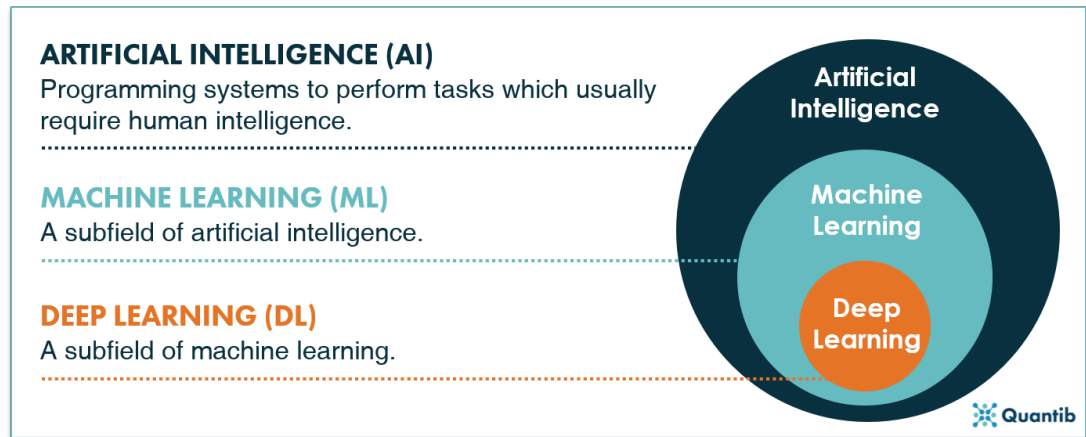 ARTIFICIAL INTELLIGENCE (AI)
Programming systems to perform tasks which usually
require human intelligence.
MACHINE LEARNING (ML)
A subfield of artificial intelligence.
DEEP LEARNING (DL)
A subfield of machine learning.
Artificial
Intelligence
Machine
Learning
Deep
Learning
Quantib